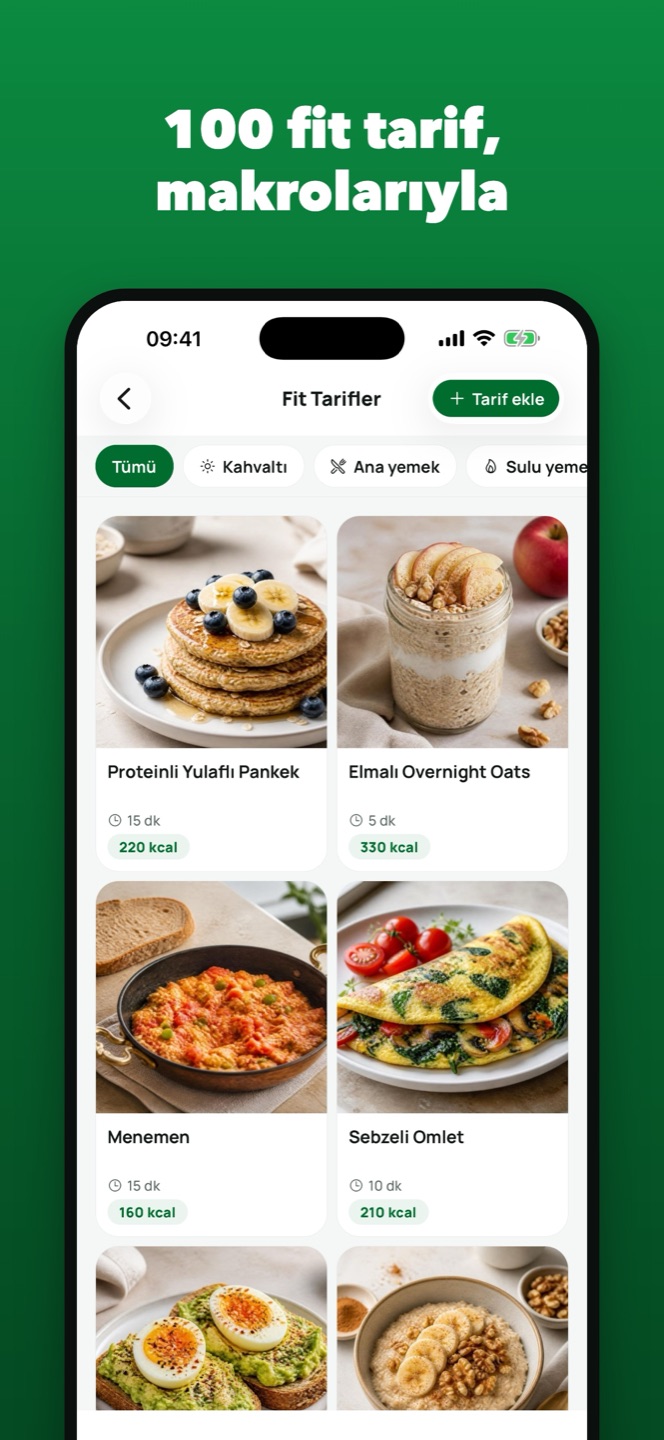 100 fit tarif,
makrolarıyla
09:41
Fit Tarifler
+ Tarif ekle
Tümü
Kahvaltı
Ana yemek
Sulu yeme
Proteinli Yulaflı Pankek
Elmalı Overnight Oats
15 dk
5 dk
220 kcal
330 kcal
Menemen
Sebzeli Omlet
15 dk
10 dk
160 kcal
210 kcal